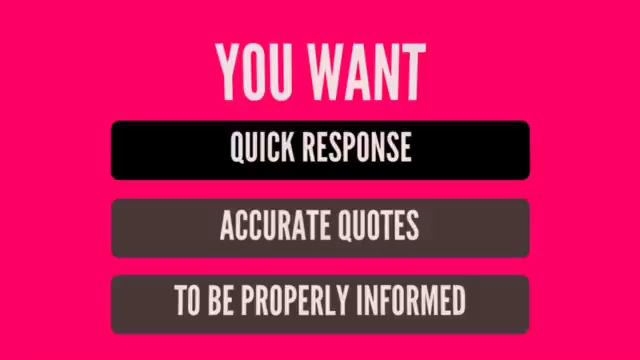 YOU WANT
QUICK RESPONSE
ACCURATE QUOTES
TO BE PROPERLY INFORMED